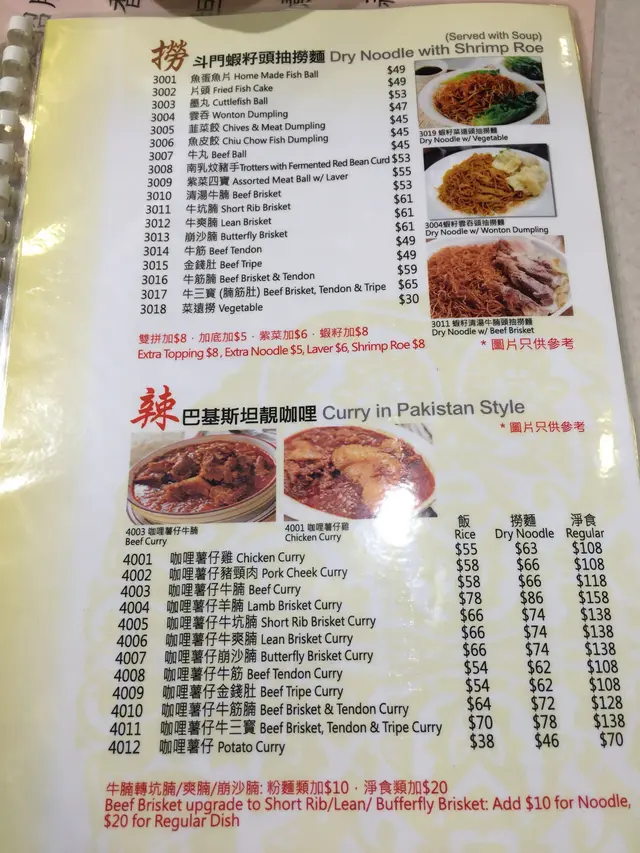 (Served with Soup)
撈 斗門蝦籽頭抽撈麵 Dry Noodle with Shrimp Roe
3001 魚蛋魚片 Home Made Fish Ball $49
3002 片頭 Fried Fish Cake $49
3003 墨丸 Cuttlefish Ball $53
3004 雲吞 Wonton Dumpling $47
3005 韮菜餃 Chives & Meat Dumpling $45
3006 魚皮餃 Chiu Chow Fish Dumpling $45
3007 牛丸 Beef Ball $45
3008 南乳炆豬手 Trotters with Fermented Red Bean Curd $53
3009 紫菜四寶 Assorted Meat Ball w/ Laver $55
3010 清湯牛腩 Beef Brisket $53
3011 牛坑腩 Short Rib Brisket $61
3012 牛爽腩 Lean Brisket $61
3013 崩沙腩 Butterfly Brisket $61
3014 牛筋 Beef Tendon $49
3015 金錢肚 Beef Tripe $49
3016 牛筋腩 Beef Brisket & Tendon $59
3017 牛三寶 (腩筋肚) Beef Brisket, Tendon & Tripe $65
3018 菜遠撈 Vegetable $30
3019 蝦籽菜遠頭抽撈麵
Dry Noodle w/ Vegetable
3004蝦籽雲吞頭抽撈麵
Dry Noodle w/ Wonton Dumpling
3011 蝦籽清湯牛腩頭抽撈麵
Dry Noodle w/ Beef Brisket
雙拼加$8．加底加$5．紫菜加$6．蝦籽加$8
Extra Topping $8 , Extra Noodle $5, Laver $6, Shrimp Roe $8
* 圖片只供參考
辣 巴基斯坦靚咖哩 Curry in Pakistan Style
* 圖片只供參考
4003 咖哩薯仔牛腩
Beef Curry
4001 咖哩薯仔雞
Chicken Curry
飯 撈麵 淨食
Rice Dry Noodle Regular
4001 咖哩薯仔雞 Chicken Curry $55 $63 $108
4002 咖哩薯仔豬頸肉 Pork Cheek Curry $58 $66 $108
4003 咖哩薯仔牛腩 Beef Curry $58 $66 $118
4004 咖哩薯仔羊腩 Lamb Brisket Curry $78 $86 $158
4005 咖哩薯仔牛坑腩 Short Rib Brisket Curry $66 $74 $138
4006 咖哩薯仔牛爽腩 Lean Brisket Curry $66 $74 $138
4007 咖哩薯仔崩沙腩 Butterfly Brisket Curry $66 $74 $138
4008 咖哩薯仔牛筋 Beef Tendon Curry $54 $62 $108
4009 咖哩薯仔金錢肚 Beef Tripe Curry $54 $62 $108
4010 咖哩薯仔牛筋腩 Beef Brisket & Tendon Curry $64 $72 $128
4011 咖哩薯仔牛三寶 Beef Brisket, Tendon & Tripe Curry $70 $78 $138
4012 咖哩薯仔 Potato Curry $38 $46 $70
牛腩轉坑腩/爽腩/崩沙腩: 粉麵類加$10．淨食類加$20
Beef Brisket upgrade to Short Rib/Lean/ Bufferfly Brisket: Add $10 for Noodle,
$20 for Regular Dish